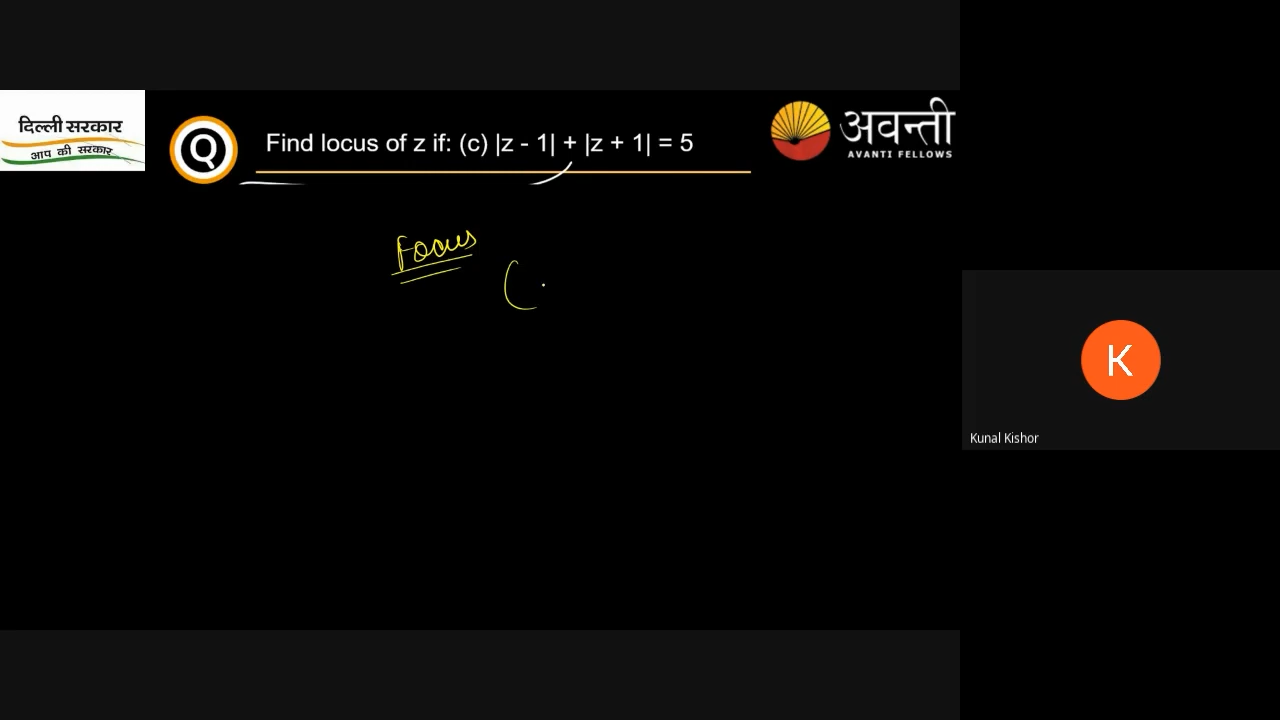 दिल्ली सरकार
आप की सरकार
Q
Find locus of z if: (c) |z - 1| + |z + 1| = 5
अवन्ती
AVANTI FELLOWS
Focus
(.
K
Kunal Kishor